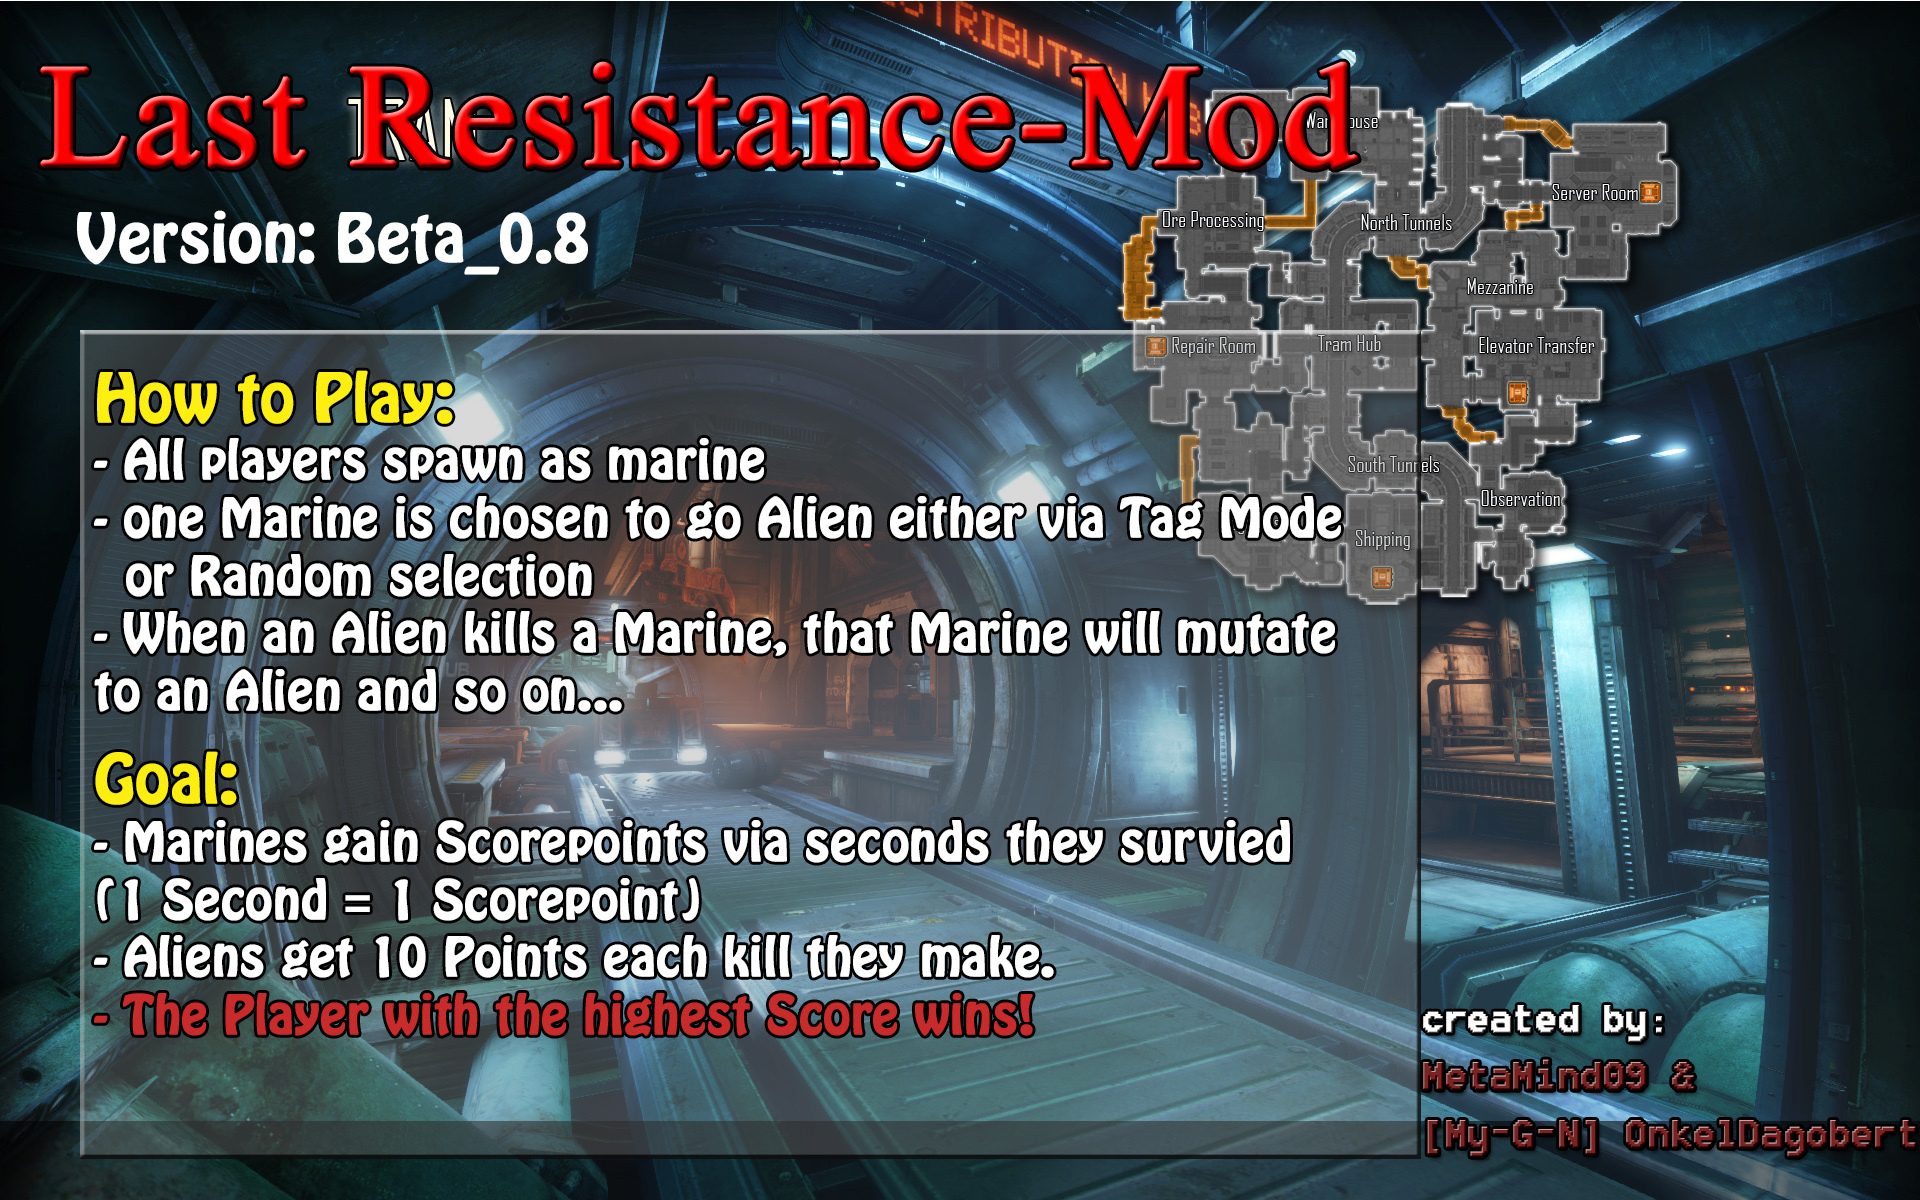 Last Resistance-Mod
Version: Beta_0.8
How to Play:
- All players spawn as marine
- one Marine is chosen to go Alien either via Tag Mode
or Random selection
- When an Alien kills a Marine, that Marine will mutate
to an Alien and so on...
Goal:
- Marines gain Scorepoints via seconds they survied
(1 Second = 1 Scorepoint)
- Aliens get 10 Points each kill they make.
- The Player with the highest Score wins!
Warehouse
Server Room
Ore Processing
North Tunnels
Mezzanine
Repair Room
Tram Hub
Elevator Transfer
South Tunnels
Observation
Shipping
created by:
MetaMind09 &
[My-G-N] OnkelDagobert